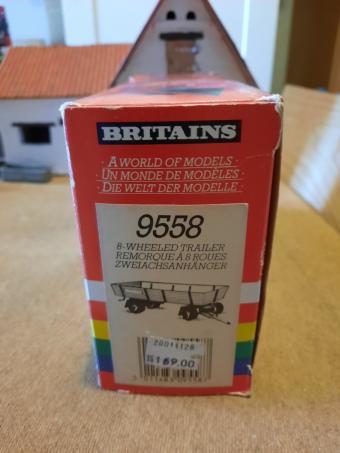 BRITAINS
A WORLD OF MODELS ·
· UN MONDE DE MODÈLES ·
· DIE WELT DER MODELLE ·
9558
8-WHEELED TRAILER
REMORQUE À 8 ROUES
ZWEIACHSANHÄNGER
20011128
169.00